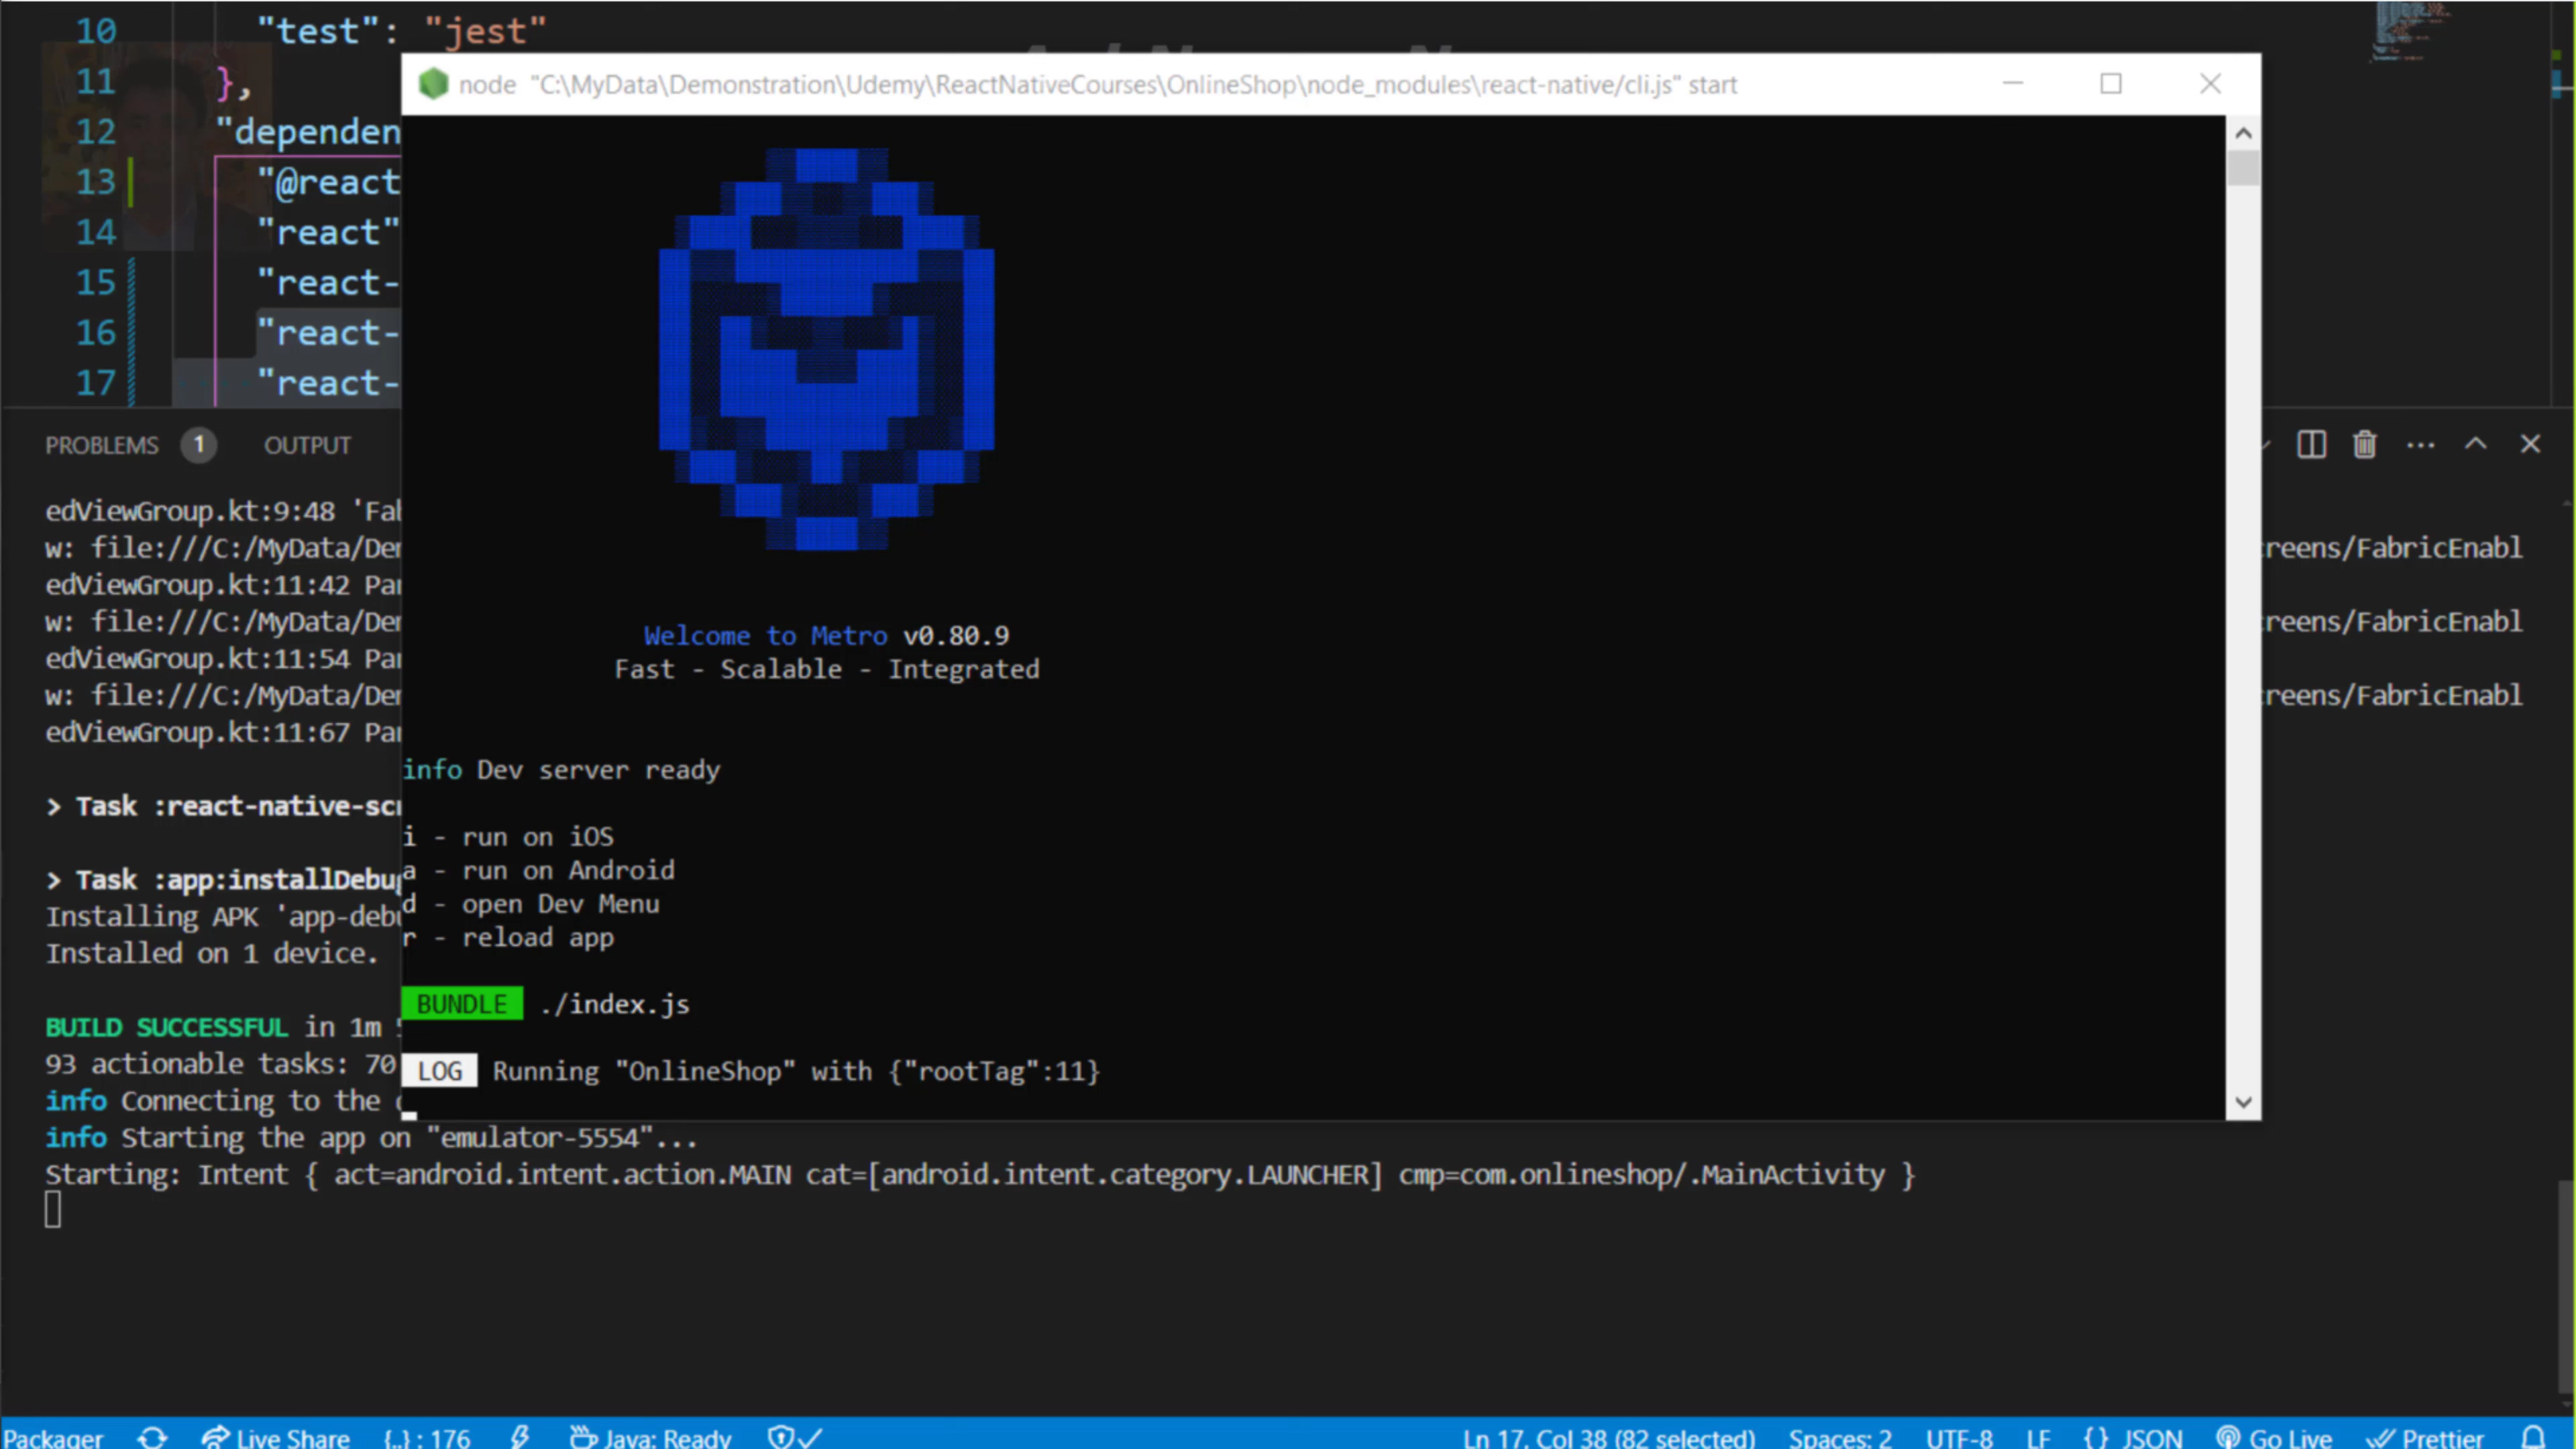 10 "test": "jest"
11 },
12 "dependen
13 "@react
14 "react"
15 "react-
16 "react-
17 "react-
node "C:\MyData\Demonstration\Udemy\ReactNativeCourses\OnlineShop\node_modules\react-native/cli.js" start
Welcome to Metro v0.80.9
Fast - Scalable - Integrated
info Dev server ready
i - run on iOS
a - run on Android
d - open Dev Menu
r - reload app
BUNDLE ./index.js
LOG Running "OnlineShop" with {"rootTag":11}
PROBLEMS 1 OUTPUT
edViewGroup.kt:9:48 'Fab
w: file:///C:/MyData/Dem
reens/FabricEnabl
edViewGroup.kt:11:42 Par
w: file:///C:/MyData/Dem
reens/FabricEnabl
edViewGroup.kt:11:54 Par
w: file:///C:/MyData/Dem
reens/FabricEnabl
edViewGroup.kt:11:67 Par
> Task :react-native-scr
> Task :app:installDebug
Installing APK 'app-debu
Installed on 1 device.
BUILD SUCCESSFUL in 1m 5
93 actionable tasks: 70
info Connecting to the
info Starting the app on "emulator-5554"...
Starting: Intent { act=android.intent.action.MAIN cat=[android.intent.category.LAUNCHER] cmp=com.onlineshop/.MainActivity }
Packager Live Share {..} : 176 Java: Ready Ln 17, Col 38 (82 selected) Spaces: 2 UTF-8 LF {} JSON Go Live Prettier